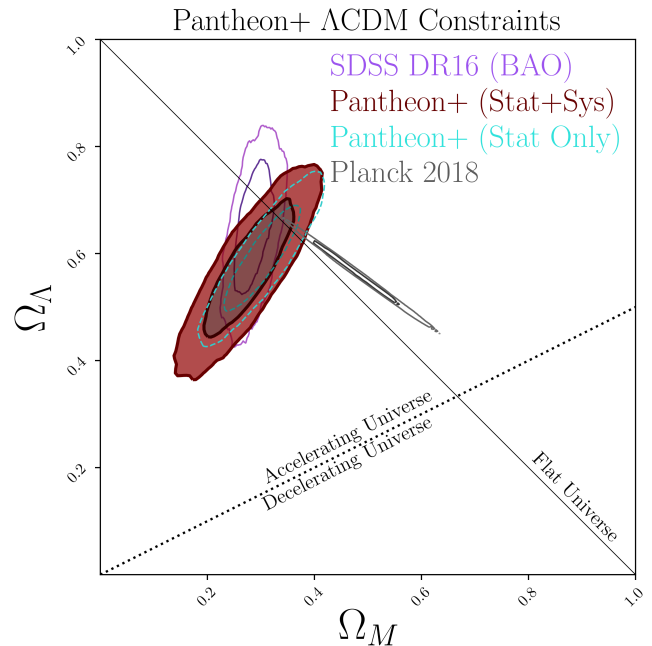 Pantheon+ ΛCDM Constraints
SDSS DR16 (BAO)
Pantheon+ (Stat+Sys)
Pantheon+ (Stat Only)
Planck 2018
1.0
0.8
0.6
0.4
0.2
Ω_Λ
Accelerating Universe
Decelerating Universe
Flat Universe
0.2
0.4
0.6
0.8
1.0
Ω_M